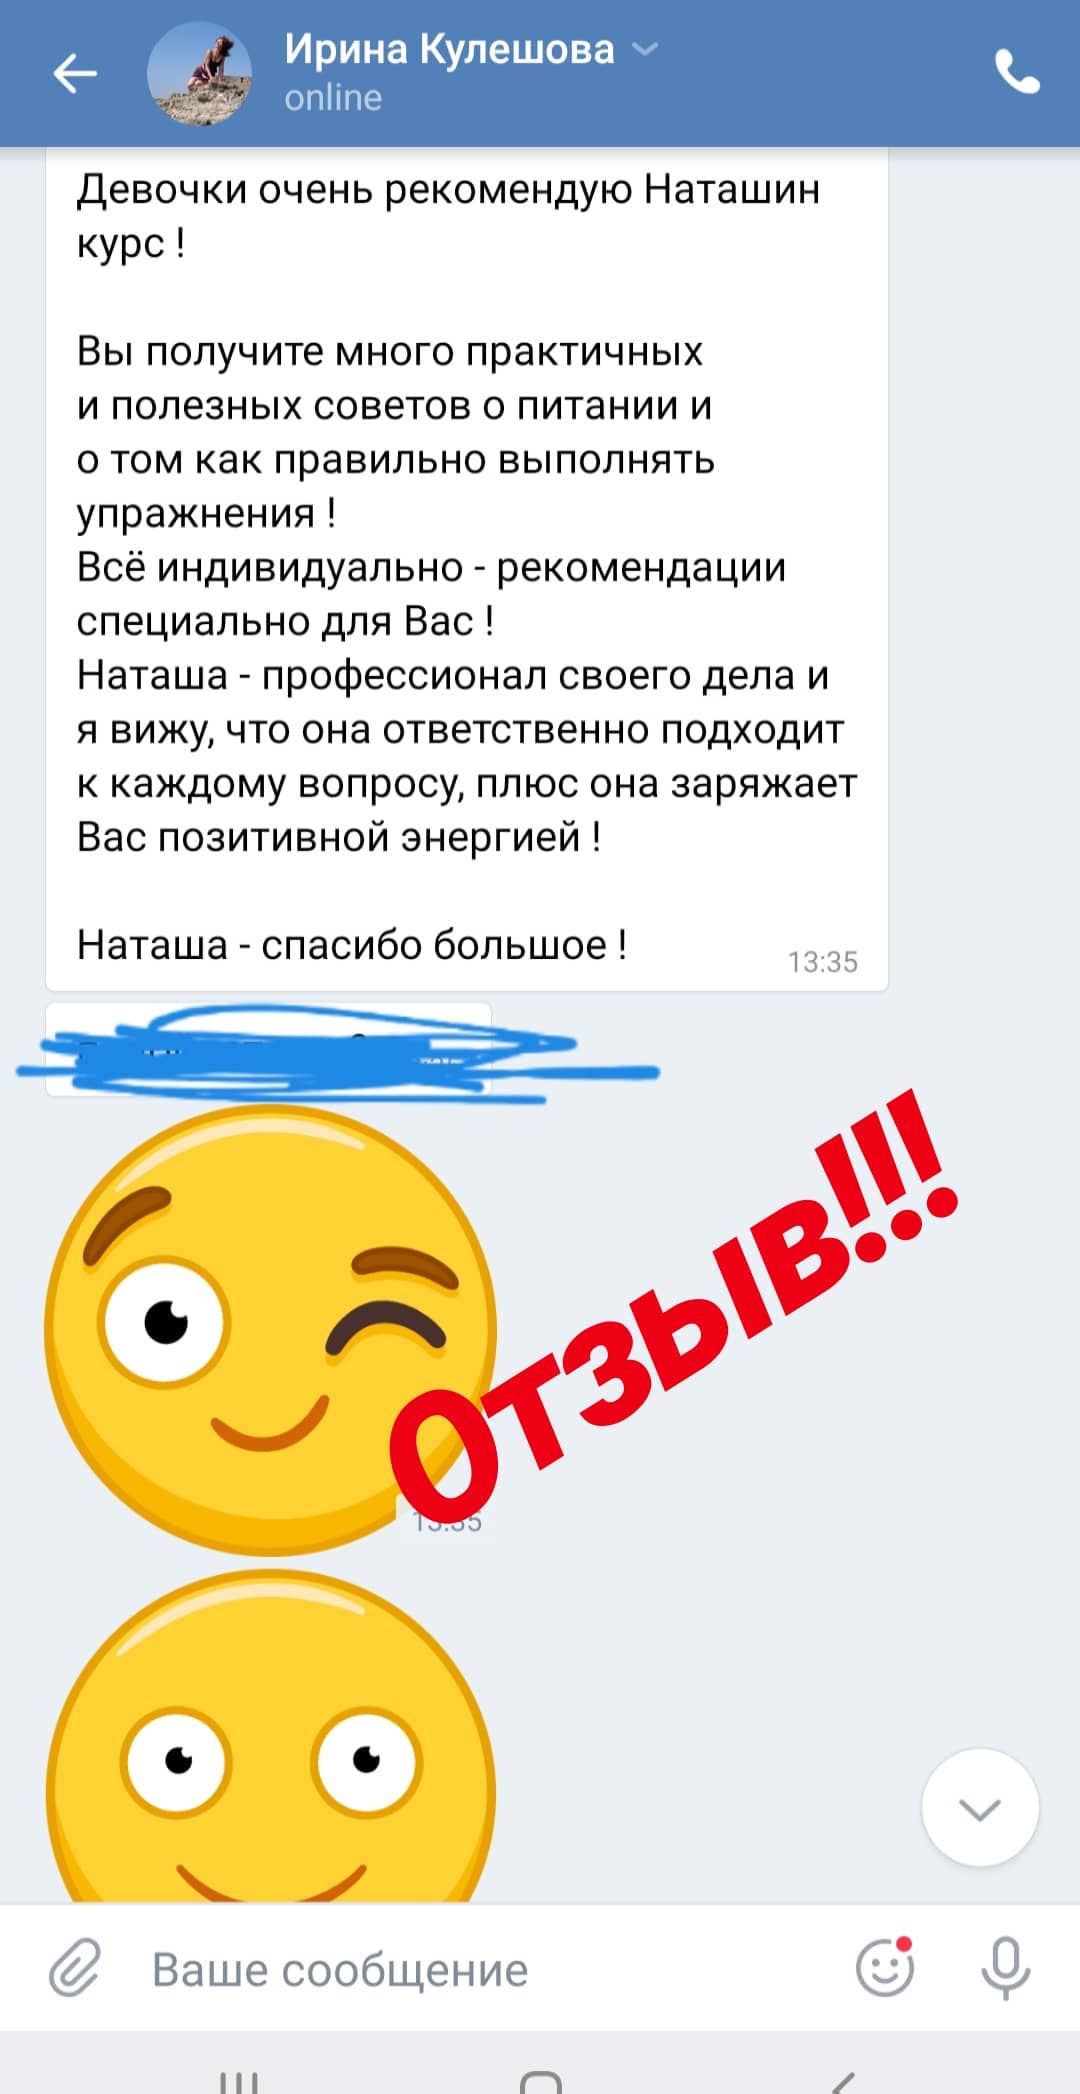 Ирина Кулешова
online
Девочки очень рекомендую Наташин
курс !
Вы получите много практичных
и полезных советов о питании и
о том как правильно выполнять
упражнения !
Всё индивидуально - рекомендации
специально для Вас !
Наташа - профессионал своего дела и
я вижу, что она ответственно подходит
к каждому вопросу, плюс она заряжает
Вас позитивной энергией !
Наташа - спасибо большое !
13:35
ОТЗЫВ!!!
13:35
Ваше сообщение